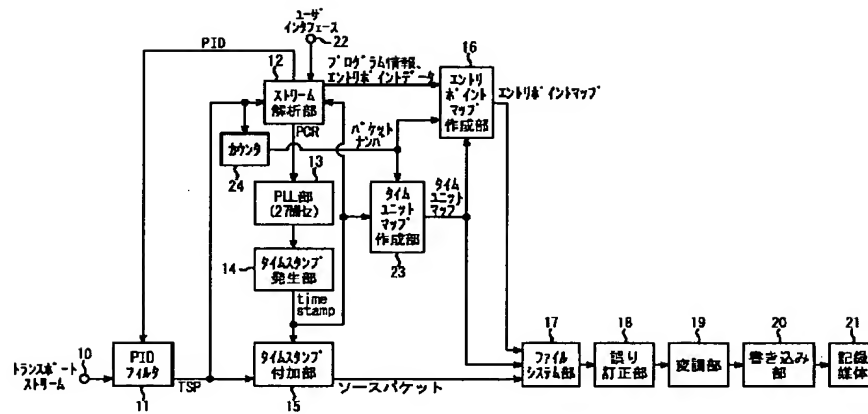 ユーザ
インタフェース
22
PID
12
プログラム情報、
エントリポイントデータ
16
ストリーム
解析部
エントリ
ポイント
マップ
作成部
エントリポイントマップ
PCR
パケット
ナンバ
カウンタ
24
13
PLL部
(27MHz)
タイム
ユニット
マップ
作成部
23
タイム
ユニット
マップ
14
タイムスタンプ
発生部
time
stamp
17
18
19
20
21
トランスポート
ストリーム
10
PID
フィルタ
11
TSP
タイムスタンプ
付加部
15
ソースパケット
ファイル
システム部
誤り
訂正部
変調部
書き込み
部
記録
媒体